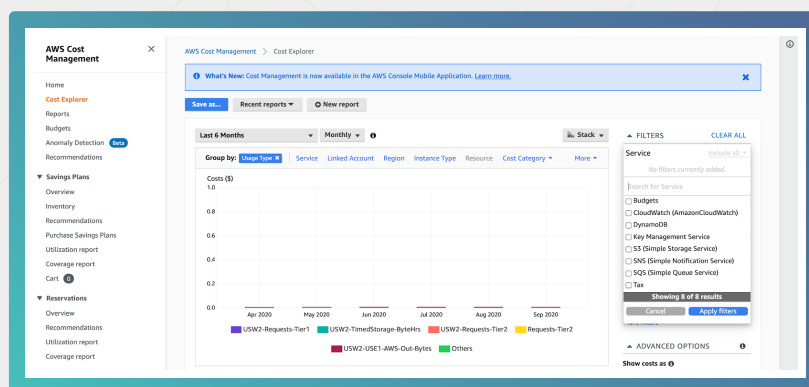 AWS Cost
Management
Home
Cost Explorer
Reports
Budgets
Anomaly Detection Beta
Recommendations
Savings Plans
Overview
Inventory
Recommendations
Purchase Savings Plans
Utilization report
Coverage report
Cart 0
Reservations
Overview
Recommendations
Utilization report
Coverage report
AWS Cost Management > Cost Explorer
What's New: Cost Management is now available in the AWS Console Mobile Application. Learn more.
Save as...
Recent reports
New report
Last 6 Months
Monthly
Stack
Group by: Usage Type Service Linked Account Region Instance Type Resource Cost Category More
Costs ($)
1.0
0.8
0.6
0.4
0.2
0.0
Apr 2020 May 2020 Jun 2020 Jul 2020 Aug 2020 Sep 2020
USW2-Requests-Tier1 USW2-TimedStorage-ByteHrs USW2-Requests-Tier2 Requests-Tier2
USW2-USE1-AWS-Out-Bytes Others
FILTERS CLEAR ALL
Service Include all
No filters currently added.
Search for Service
Budgets
CloudWatch (AmazonCloudWatch)
DynamoDB
Key Management Service
S3 (Simple Storage Service)
SNS (Simple Notification Service)
SQS (Simple Queue Service)
Tax
Showing 8 of 8 results
Cancel Apply filters
ADVANCED OPTIONS
Show costs as